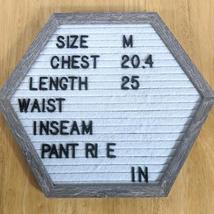 SIZE M
CHEST 20.4
LENGTH 25
WAIST
INSEAM
PANT RI E
IN